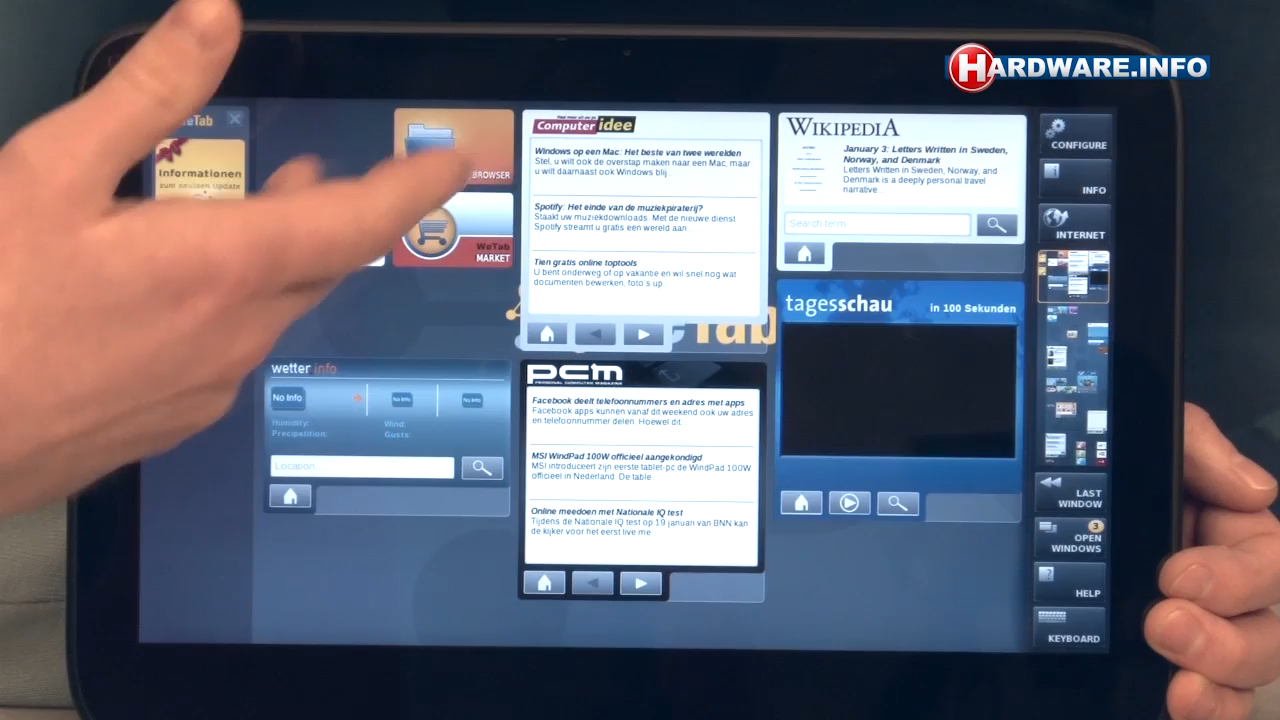 HARDWARE.INFO
eTab
Informationen
zum
Update
BROWSER
WeTab
MARKET
Computer idee
Windows op een Mac: Het beste van twee werelden
Stel, u wilt ook de overstap maken naar een Mac, maar
u wilt daarnaast ook Windows blij...
Spotify: Het einde van de muziekpiraterij?
Staakt uw muziekdownloads. Met de nieuwe dienst
Spotify streamt u gratis een wereld aan...
Tien gratis online toptools
U bent onderweg of op vakantie en wil snel nog wat
documenten bewerken, foto's up...
WIKIPEDIA
January 3: Letters Written in Sweden,
Norway, and Denmark
Letters Written in Sweden, Norway, and
Denmark is a deeply personal travel
narrative...
Search term
eTab
tagesschau
in 100 Sekunden
wetter info
No Info
No Info
No Info
Humidity:
Wind:
Precipitation:
Gusts:
Location
pcm
PERSONAL COMPUTER MAGAZINE
Facebook deelt telefoonnummers en adres met apps
Facebook apps kunnen vanaf dit weekend ook uw adres
en telefoonnummer delen. Hoewel dit...
MSI WindPad 100W officieel aangekondigd
MSI introduceert zijn eerste tablet-pc de WindPad 100W
officieel in Nederland. De table...
Online meedoen met Nationale IQ test
Tijdens de Nationale IQ test op 19 januari van BNN kan
de kijker voor het eerst live me...
CONFIGURE
INFO
INTERNET
LAST
WINDOW
3
OPEN
WINDOWS
HELP
KEYBOARD